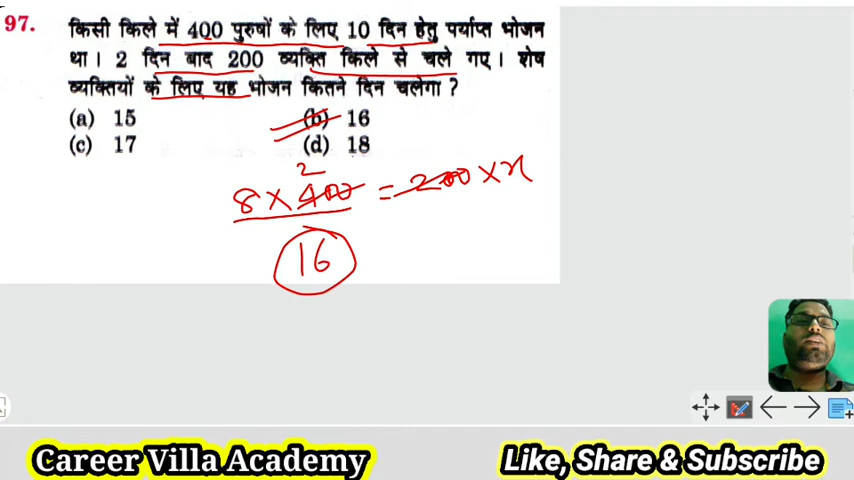 97. किसी किले में 400 पुरुषों के लिए 10 दिन हेतु पर्याप्त भोजन
था। 2 दिन बाद 200 व्यक्ति किले से चले गए। शेष
व्यक्तियों के लिए यह भोजन कितने दिन चलेगा ?
(a) 15 (b) 16
(c) 17 (d) 18
2
8 × 400 = 200 × x
16
Career Villa Academy Like, Share & Subscribe